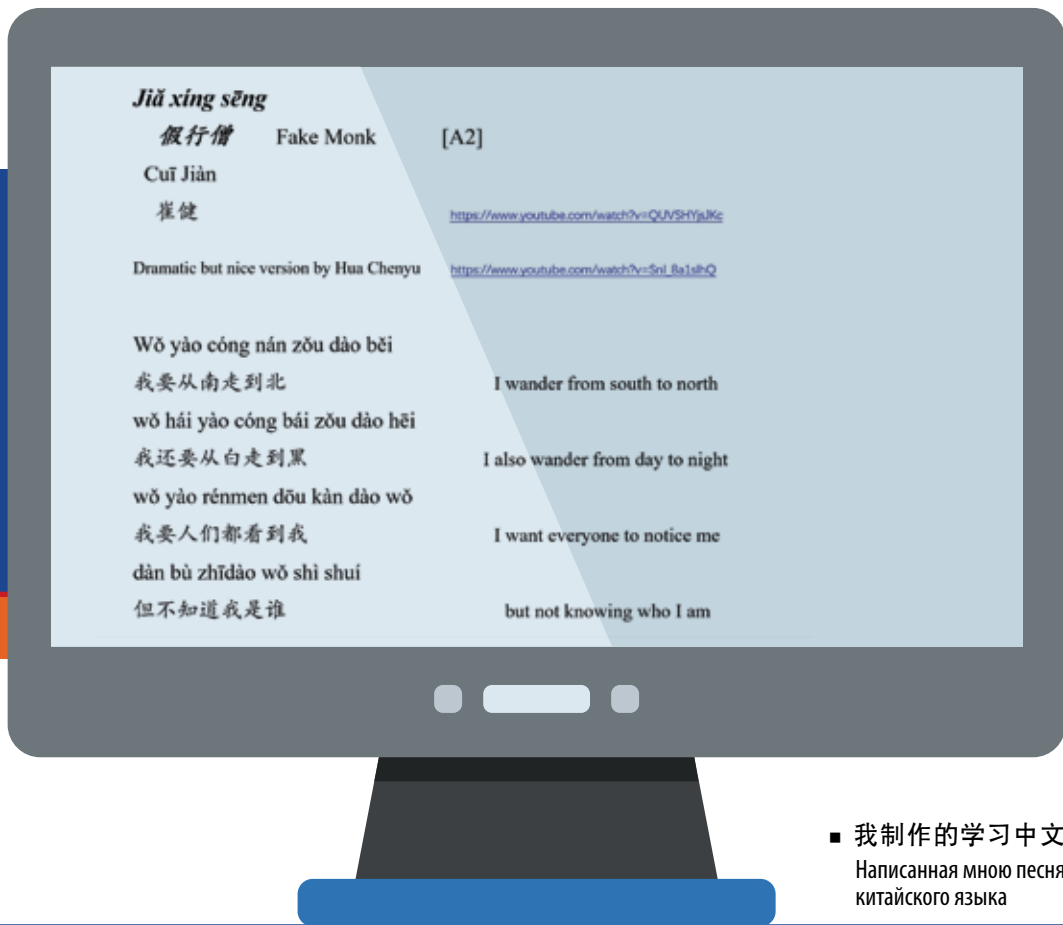 Jiǎ xíng sēng
假行僧 Fake Monk [A2]
Cuī Jiàn
崔健 https://www.youtube.com/watch?v=QUVSHYjsJKc
Dramatic but nice version by Hua Chenyu https://www.youtube.com/watch?v=Snl_8a1slhQ
Wǒ yào cóng nán zǒu dào běi
我要从南走到北 I wander from south to north
wǒ hái yào cóng bái zǒu dào hēi
我还要从白走到黑 I also wander from day to night
wǒ yào rénmen dōu kàn dào wǒ
我要人们都看到我 I want everyone to notice me
dàn bù zhīdào wǒ shì shuí
但不知道我是谁 but not knowing who I am
■ 我制作的学习中文
Написанная мною песня
китайского языка